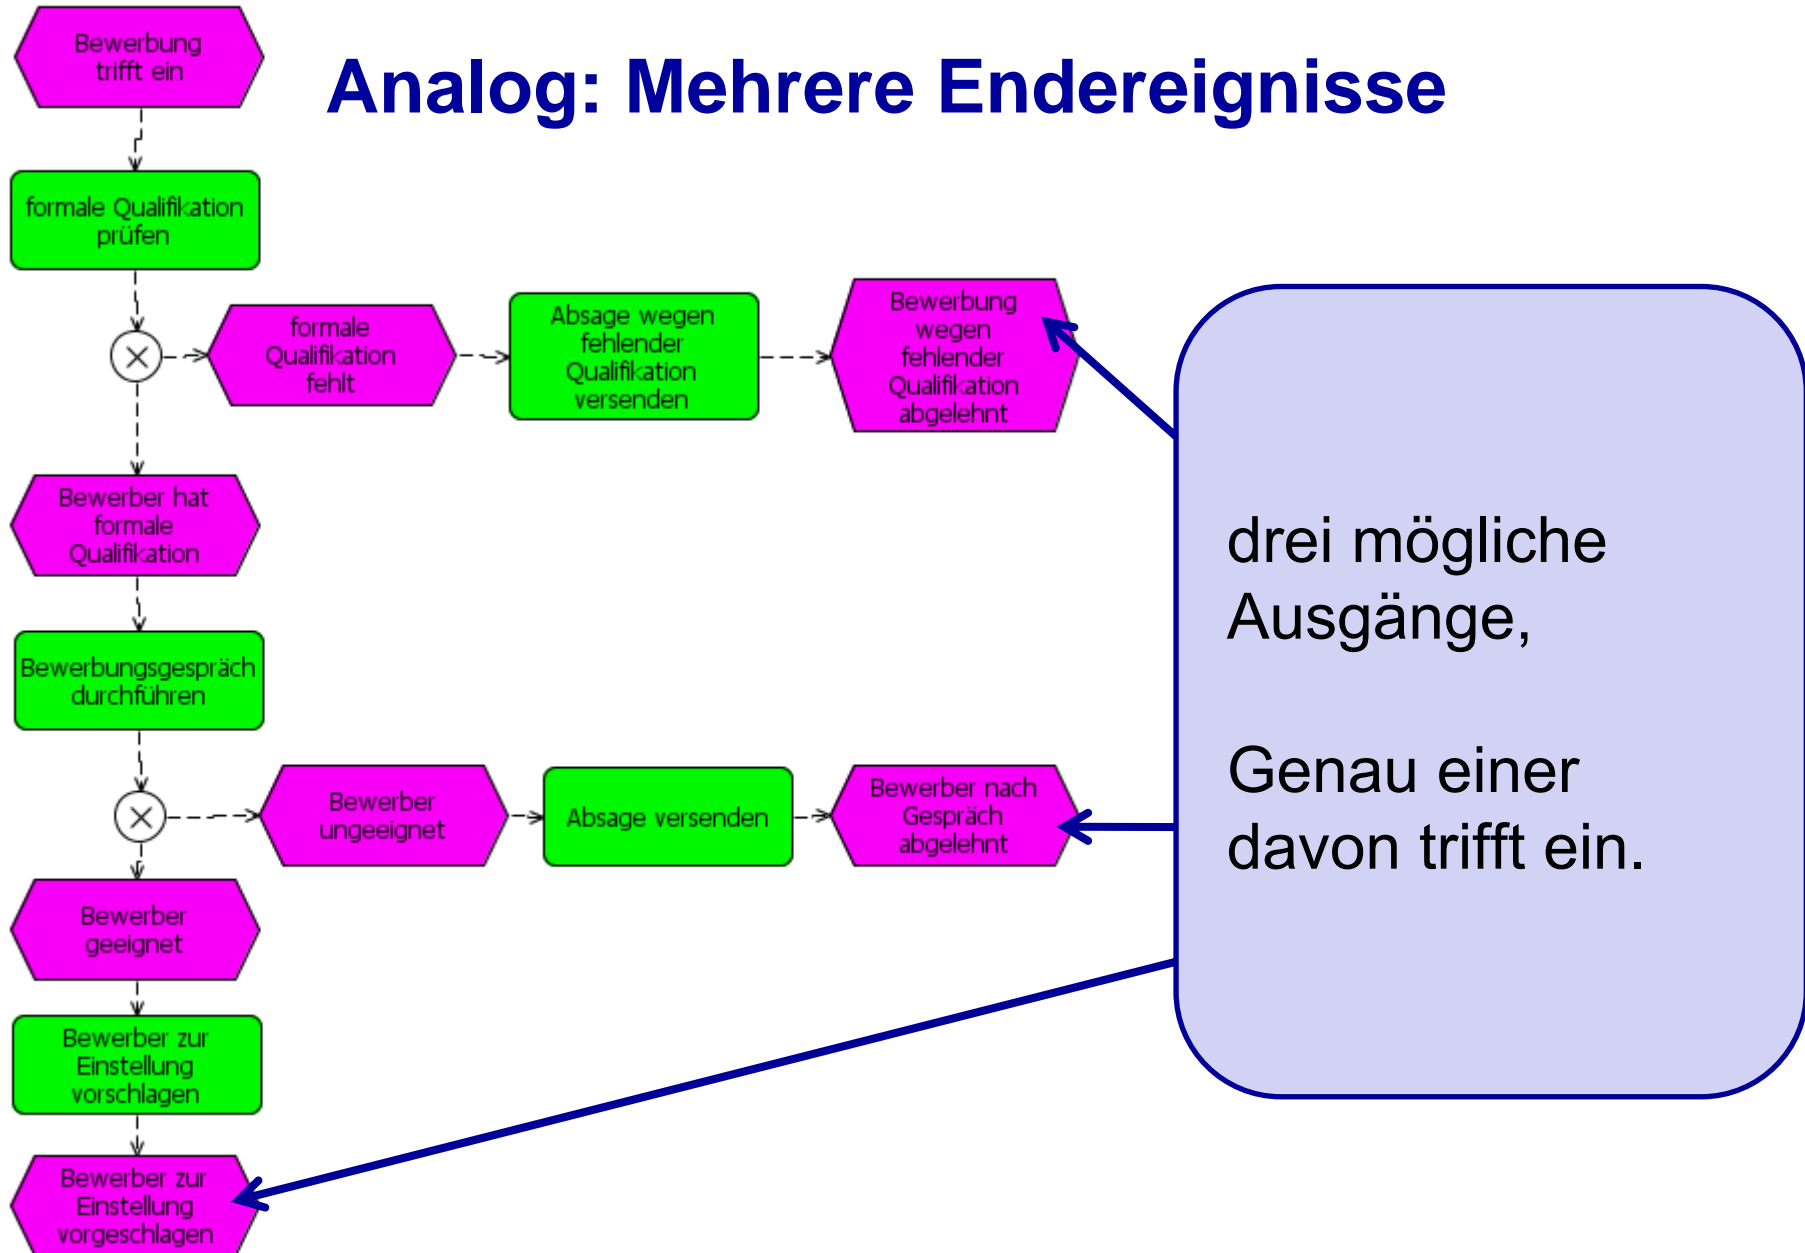 Analog: Mehrere Endereignisse
Bewerbung
trifft ein
formale Qualifikation
prüfen
formale
Qualifikation
fehlt
Absage wegen
fehlender
Qualifikation
versenden
Bewerbung
wegen
fehlender
Qualifikation
abgelehnt
Bewerber hat
formale
Qualifikation
Bewerbungsgespräch
durchführen
Bewerber
ungeeignet
Absage versenden
Bewerber nach
Gespräch
abgelehnt
Bewerber
geeignet
Bewerber zur
Einstellung
vorschlagen
Bewerber zur
Einstellung
vorgeschlagen
drei mögliche
Ausgänge,
Genau einer
davon trifft ein.